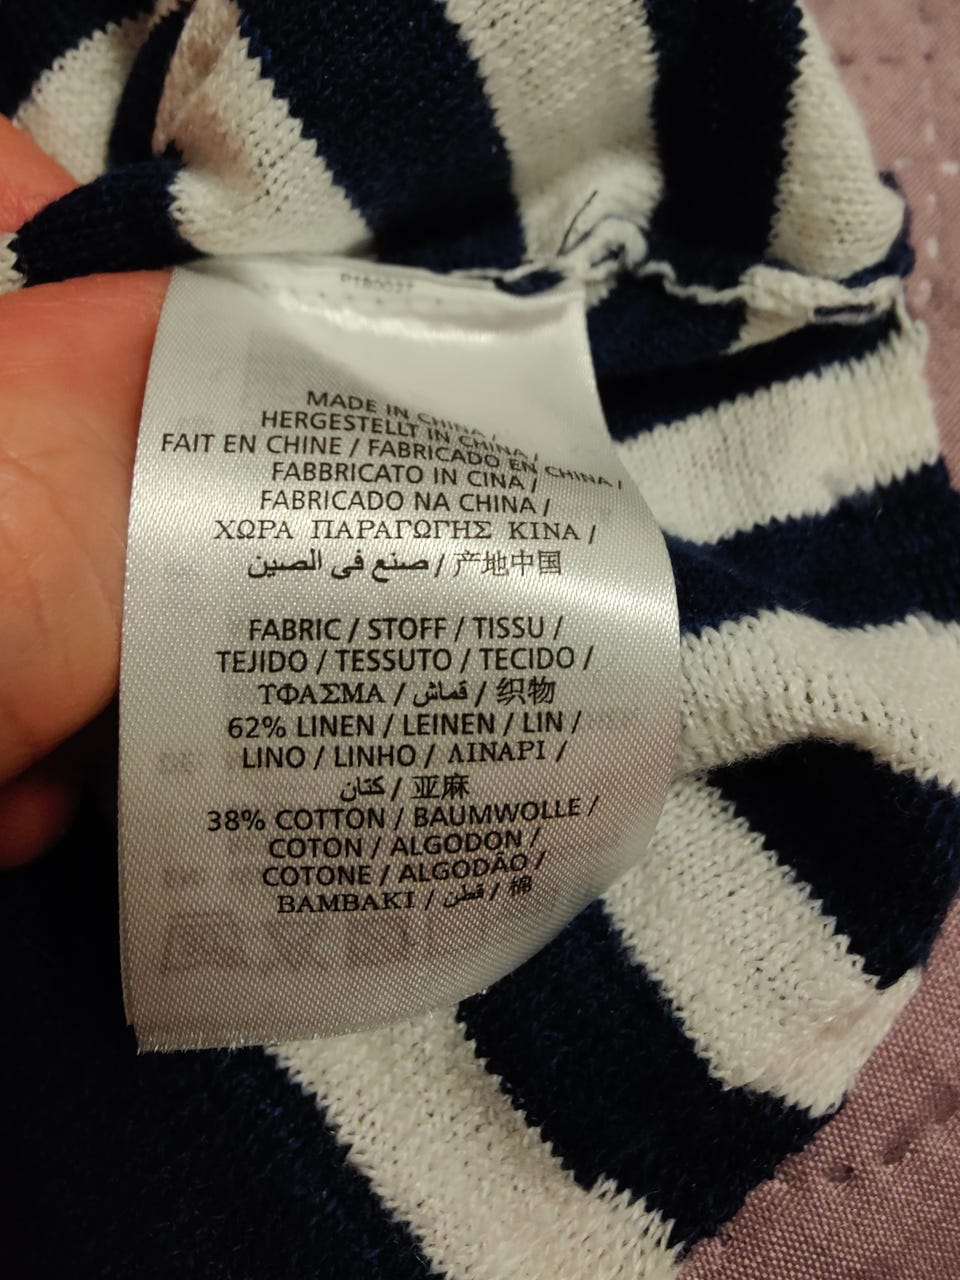 P180027
MADE IN CHINA /
HERGESTELLT IN CHINA /
FAIT EN CHINE / FABRICADO EN CHINA /
FABBRICATO IN CINA /
FABRICADO NA CHINA /
ΧΩΡΑ ΠΑΡΑΓΩΓΗΣ ΚΙΝΑ /
صنع فى الصين / 产地中国
FABRIC / STOFF / TISSU /
TEJIDO / TESSUTO / TECIDO /
ΥΦΑΣΜΑ / قماش / 织物
62% LINEN / LEINEN / LIN /
LINO / LINHO / ΛΙΝΑΡΙ /
كتان / 亚麻
38% COTTON / BAUMWOLLE /
COTON / ALGODON /
COTONE / ALGODÃO /
ΒΑΜΒΑΚΙ / قطن / 棉